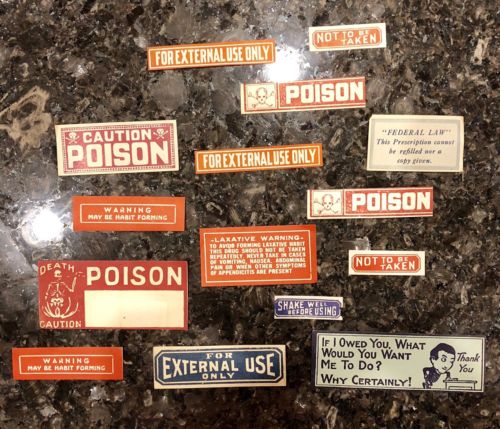 FOR EXTERNAL USE ONLY
NOT TO BE
TAKEN
POISON
CAUTION
POISON
"FEDERAL LAW"
This Prescription cannot
be refilled nor a
copy given.
FOR EXTERNAL USE ONLY
POISON
WARNING
MAY BE HABIT FORMING
-LAXATIVE WARNING-
TO AVOID FORMING LAXATIVE HABIT
THIS DRUG SHOULD NOT BE TAKEN
REPEATEDLY. NEVER TAKE IN CASES
OF VOMITING, NAUSEA, ABDOMINAL
PAIN OR WHEN OTHER SYMPTOMS
OF APPENDICITIS ARE PRESENT
NOT TO BE
TAKEN
DEATH
POISON
CAUTION
SHAKE WELL
BEFORE USING
WARNING
MAY BE HABIT FORMING
FOR
EXTERNAL USE
ONLY
IF I OWED YOU, WHAT
WOULD YOU WANT
ME TO DO?
WHY CERTAINLY!
Thank
You